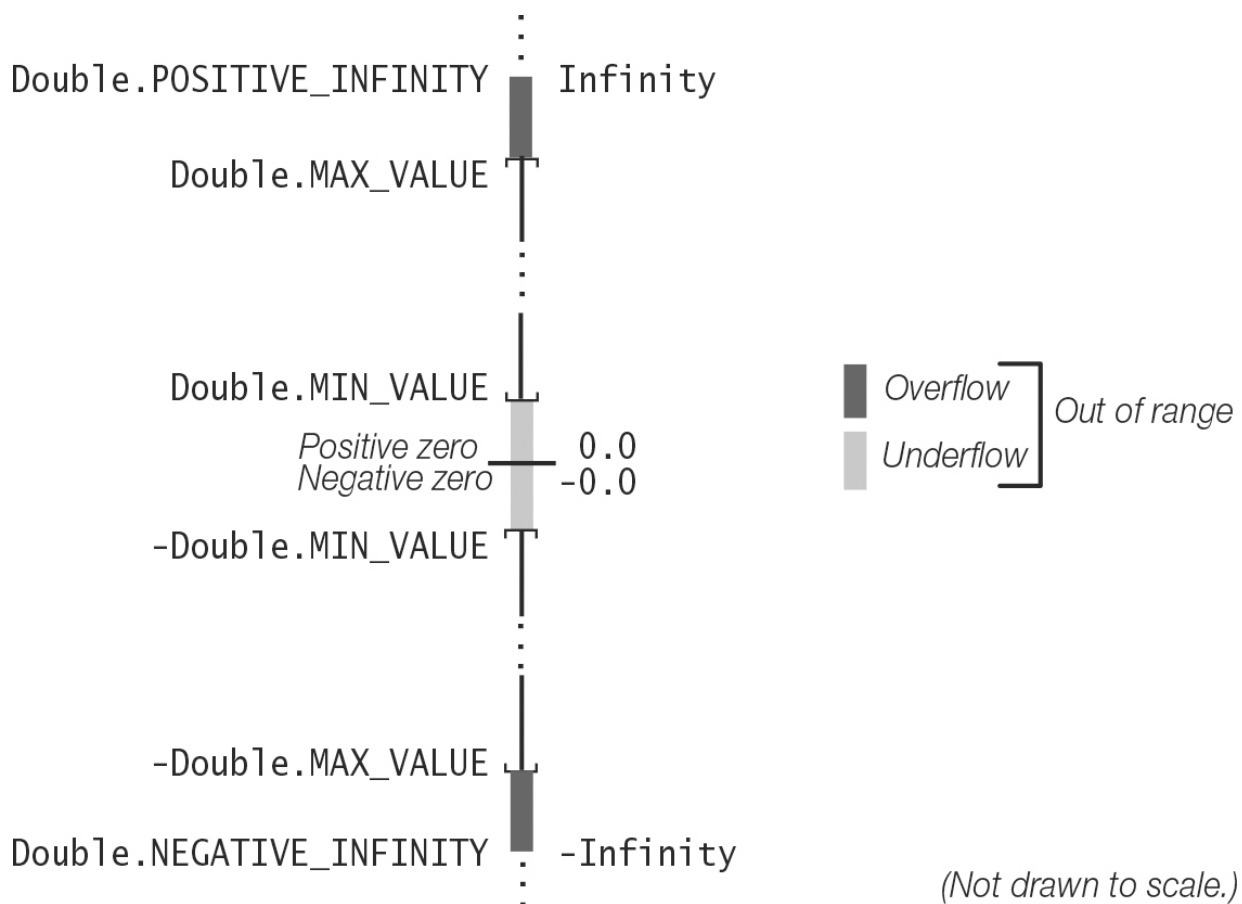 Double.POSITIVE_INFINITY Infinity
Double.MAX_VALUE
Double.MIN_VALUE
Overflow
Out of range
Positive zero 0.0
Underflow
Negative zero -0.0
-Double.MIN_VALUE
-Double.MAX_VALUE
Double.NEGATIVE_INFINITY -Infinity
(Not drawn to scale.)